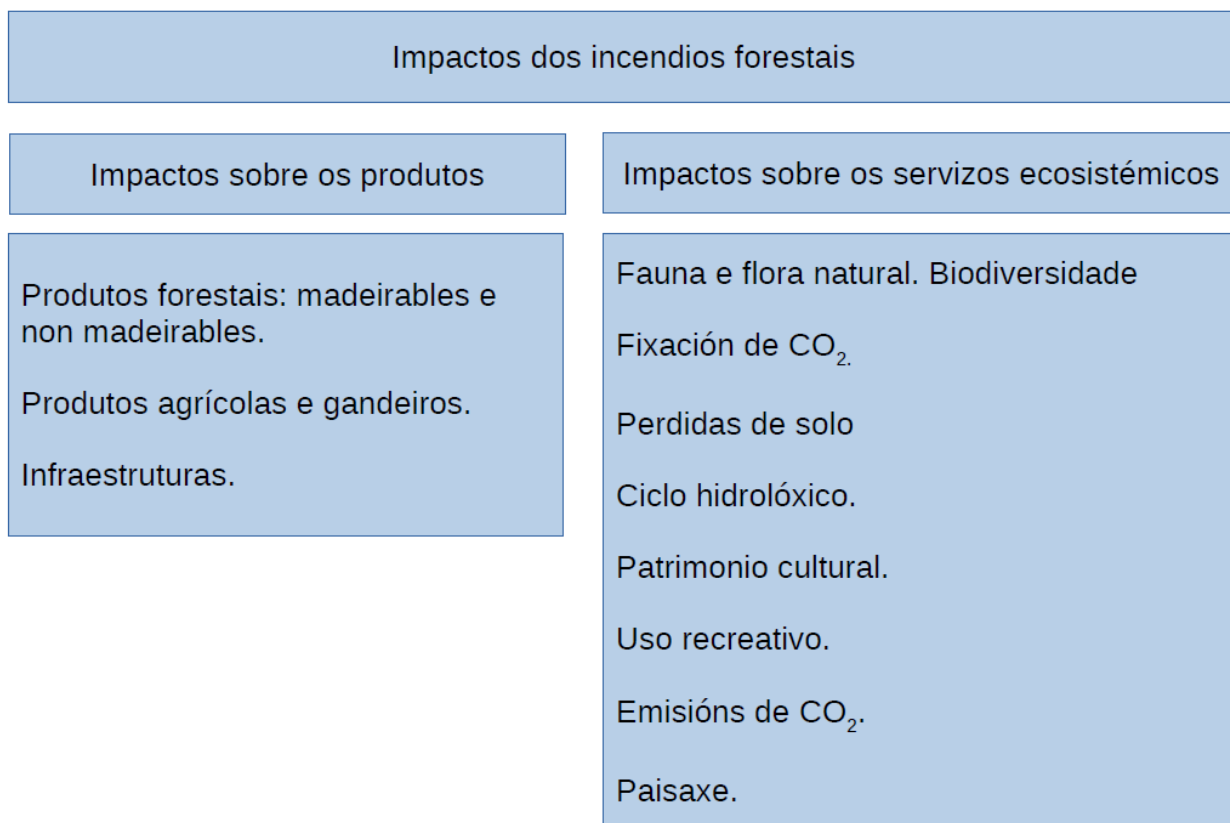 Impactos dos incendios forestais
Impactos sobre os produtos
Produtos forestais: madeirables e
non madeirables.
Produtos agrícolas e gandeiros.
Infraestruturas.
Impactos sobre os servizos ecosistémicos
Fauna e flora natural. Biodiversidade
Fixación de CO₂.
Perdidas de solo
Ciclo hidrolóxico.
Patrimonio cultural.
Uso recreativo.
Emisións de CO₂.
Paisaxe.